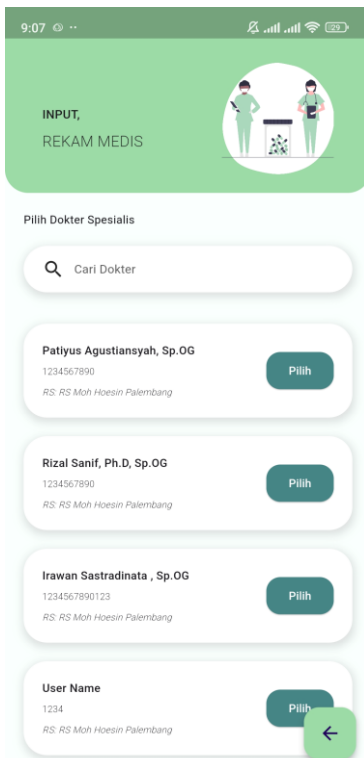 9:07
INPUT,
REKAM MEDIS
Pilih Dokter Spesialis
Cari Dokter
Patiyus Agustiansyah, Sp.OG
1234567890
Pilih
RS: RS Moh Hoesin Palembang
Rizal Sanif, Ph.D, Sp.OG
1234567890
Pilih
RS: RS Moh Hoesin Palembang
Irawan Sastradinata , Sp.OG
1234567890123
Pilih
RS: RS Moh Hoesin Palembang
User Name
1234
Pilih
RS: RS Moh Hoesin Palembang